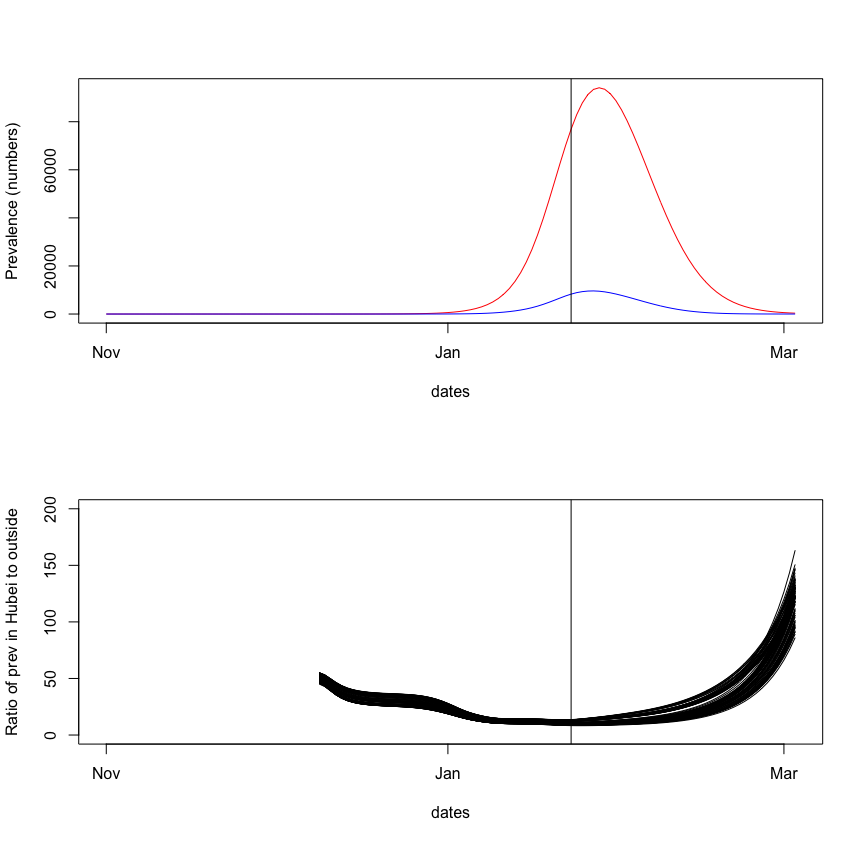 Prevalence (numbers)
60000
20000
0
Nov
Jan
Mar
dates
Ratio of prev in Hubei to outside
200
150
100
50
0
Nov
Jan
Mar
dates